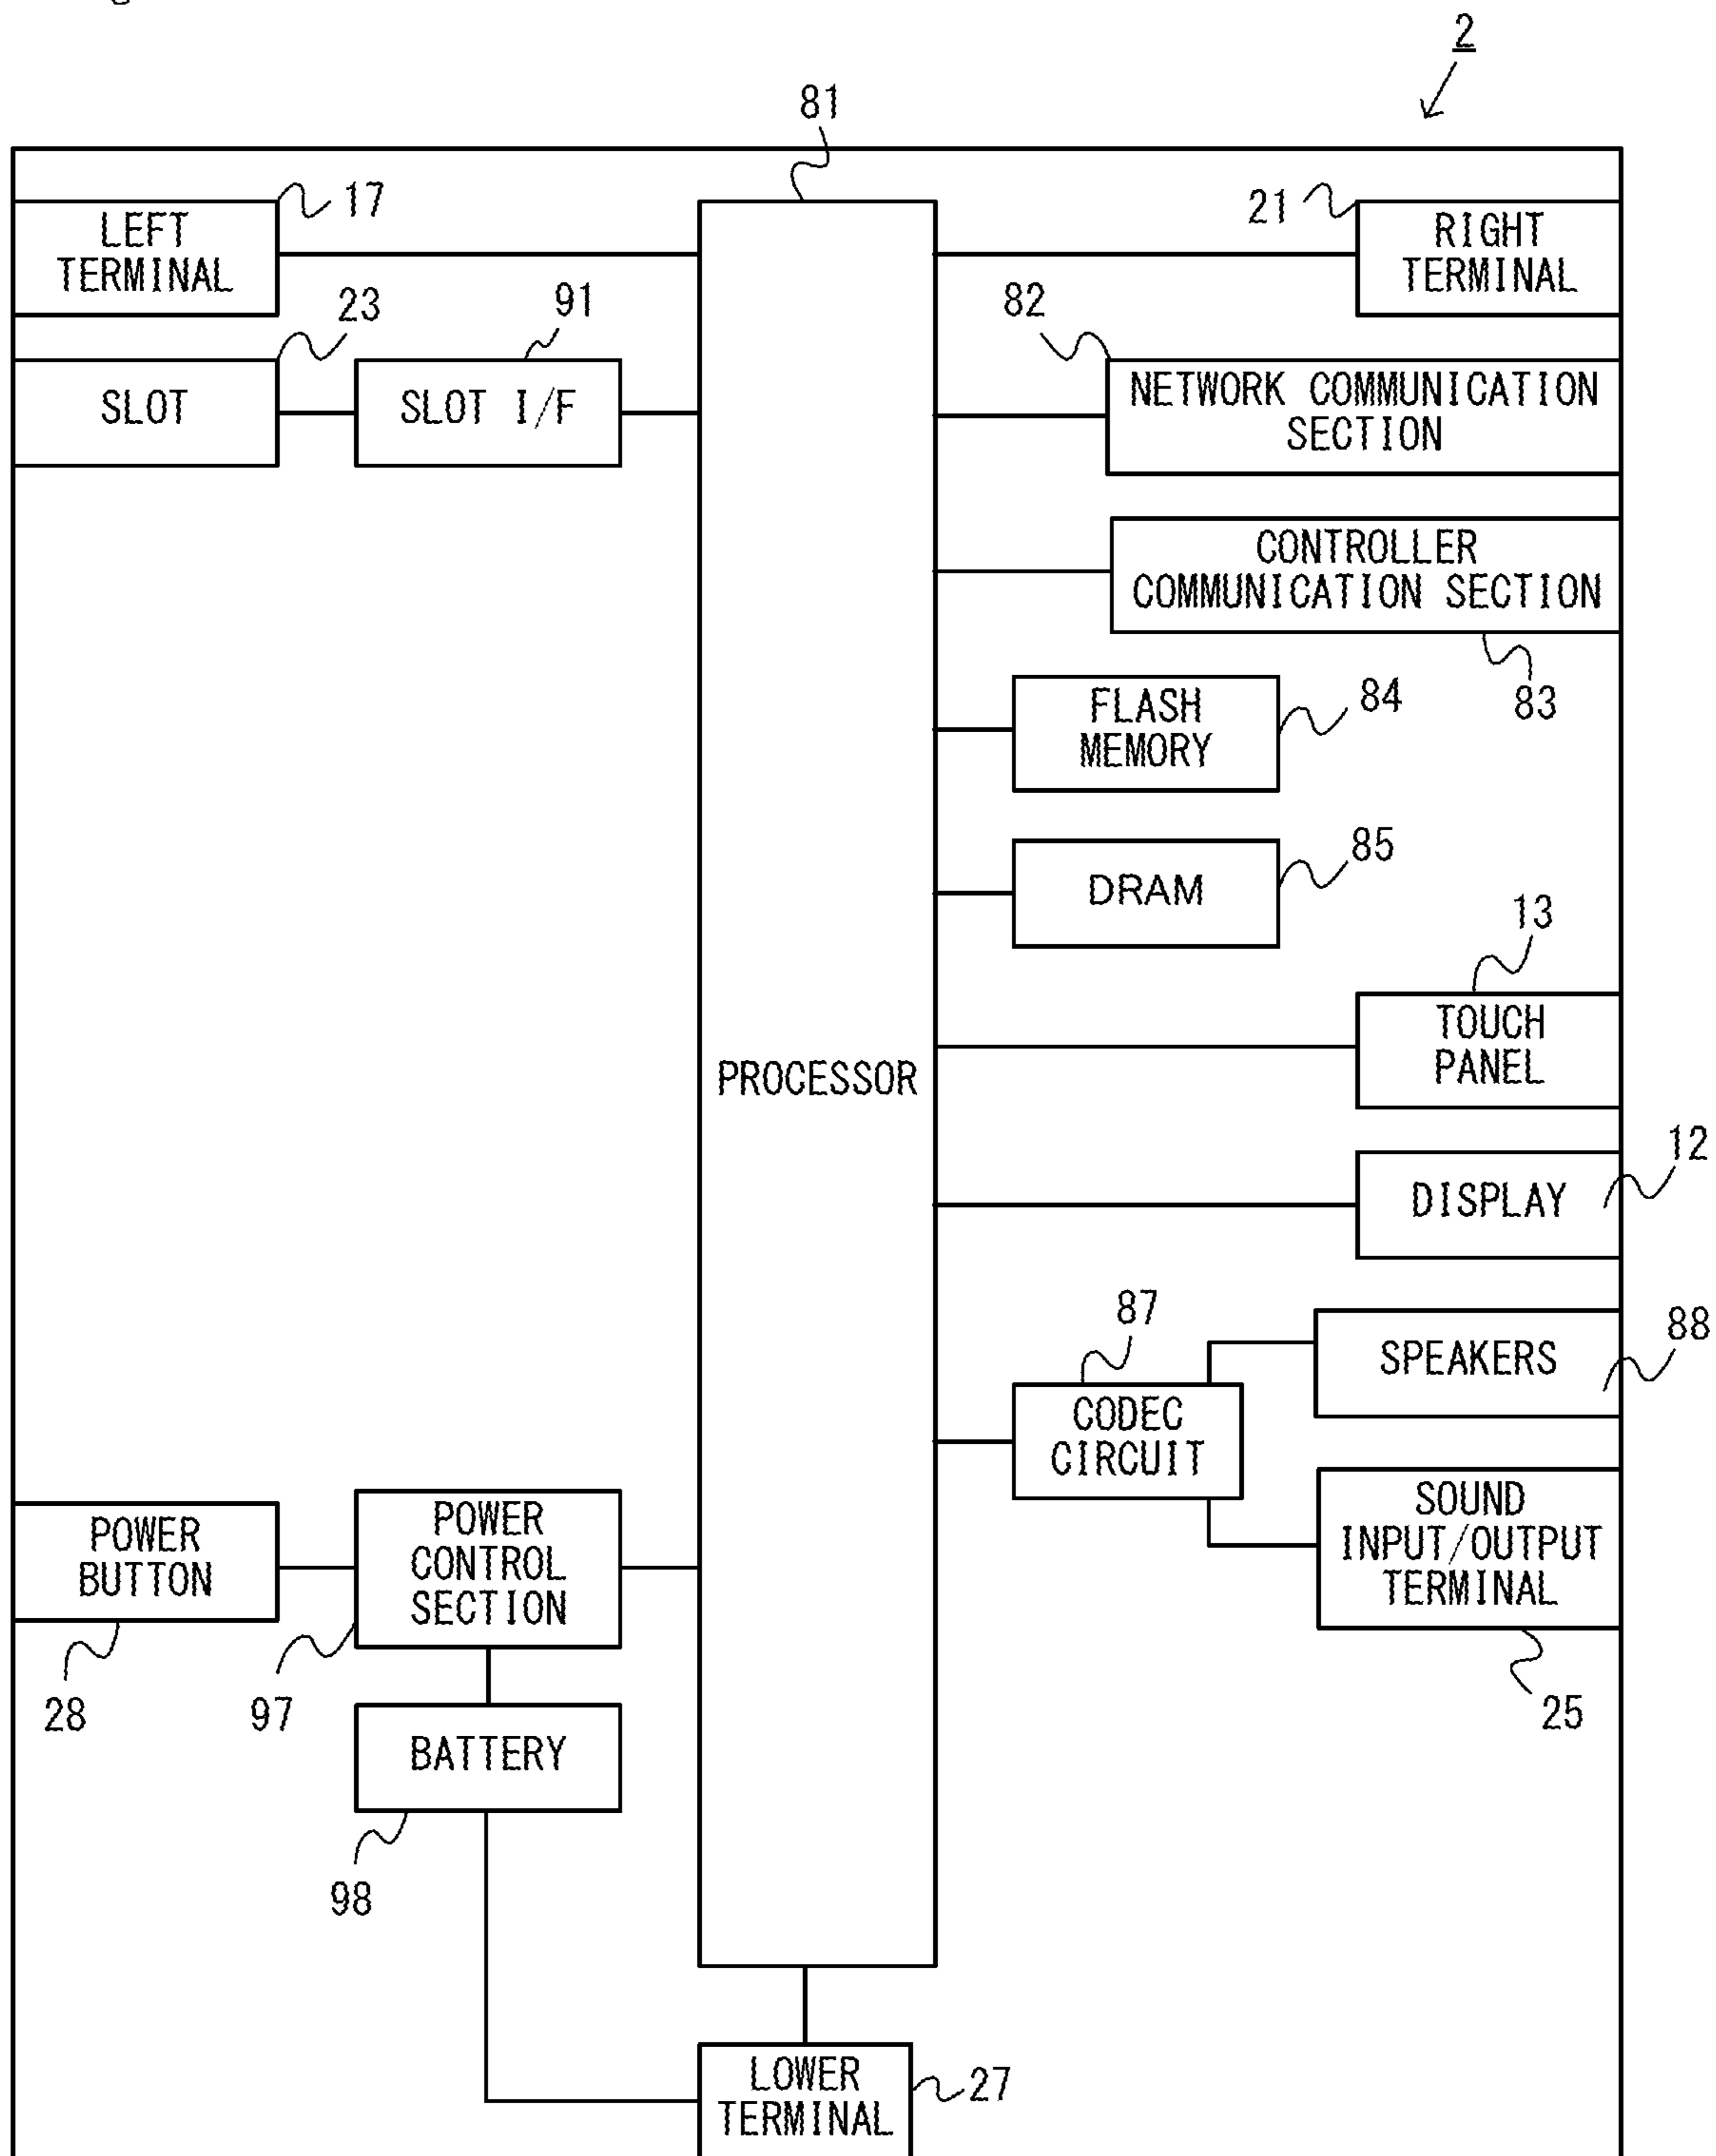 2
81
17
LEFT
TERMINAL
21
RIGHT
TERMINAL
23
91
82
SLOT
SLOT I/F
NETWORK COMMUNICATION
SECTION
CONTROLLER
COMMUNICATION SECTION
83
FLASH
MEMORY
84
DRAM
85
13
TOUCH
PANEL
PROCESSOR
12
DISPLAY
87
88
SPEAKERS
CODEC
CIRCUIT
SOUND
INPUT/OUTPUT
TERMINAL
25
POWER
BUTTON
28
POWER
CONTROL
SECTION
97
BATTERY
98
LOWER
TERMINAL
27